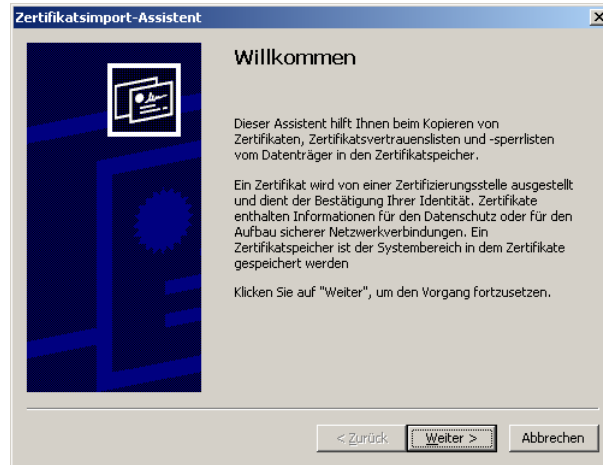 Zertifikatsimport-Assistent
Willkommen
Dieser Assistent hilft Ihnen beim Kopieren von
Zertifikaten, Zertifikatsvertrauenslisten und -sperrlisten
vom Datenträger in den Zertifikatspeicher.
Ein Zertifikat wird von einer Zertifizierungsstelle ausgestellt
und dient der Bestätigung Ihrer Identität. Zertifikate
enthalten Informationen für den Datenschutz oder für den
Aufbau sicherer Netzwerkverbindungen. Ein
Zertifikatspeicher ist der Systembereich in dem Zertifikate
gespeichert werden
Klicken Sie auf "Weiter", um den Vorgang fortzusetzen.
< Zurück Weiter > Abbrechen